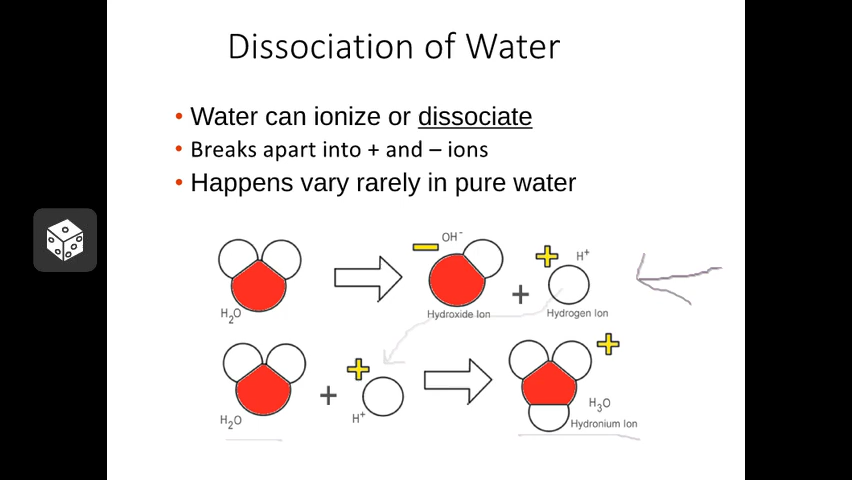 Dissociation of Water
• Water can ionize or dissociate
• Breaks apart into + and – ions
• Happens vary rarely in pure water
OH⁻
H⁺
+
H₂O
Hydroxide Ion
Hydrogen Ion
+
H₃O
H₂O
H⁺
Hydronium Ion